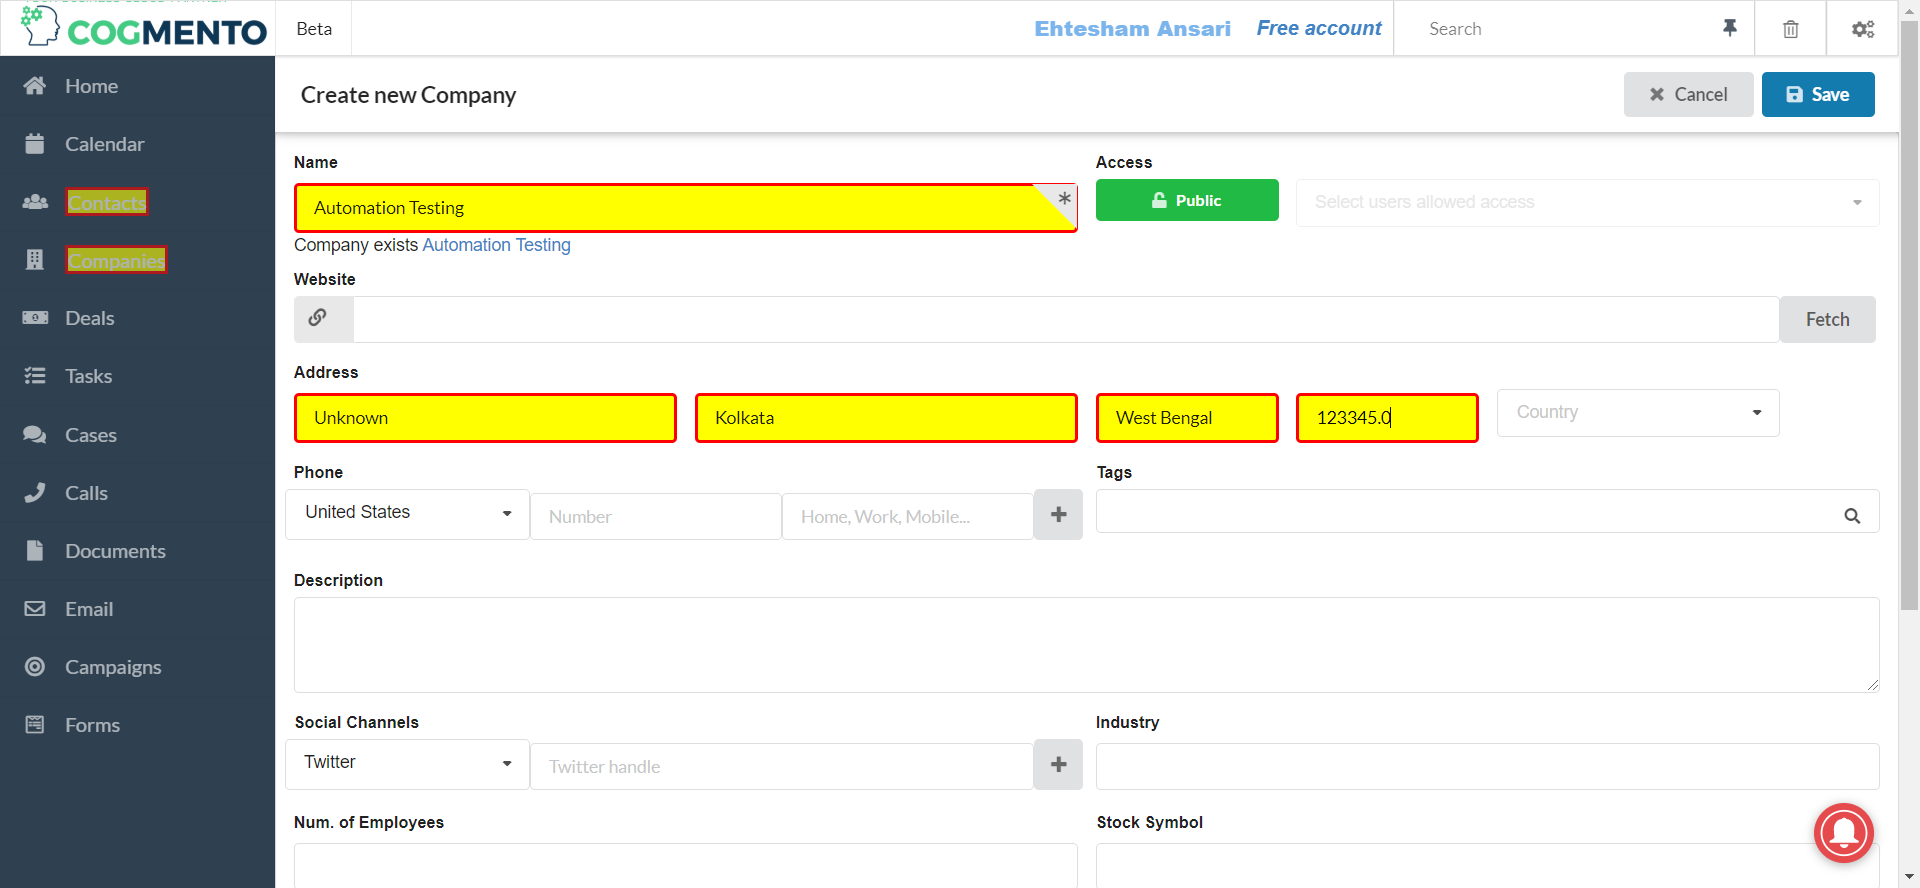 COGMENTO
Beta
Ehtesham Ansari
Free account
Search
Home
Calendar
Contacts
Companies
Deals
Tasks
Cases
Calls
Documents
Email
Campaigns
Forms
Create new Company
Cancel
Save
Name
Access
Automation Testing
*
Public
Select users allowed access
Company exists Automation Testing
Website
Fetch
Address
Unknown
Kolkata
West Bengal
123345.0
Country
Phone
Tags
United States
Number
Home, Work, Mobile...
Description
Social Channels
Industry
Twitter
Twitter handle
Num. of Employees
Stock Symbol